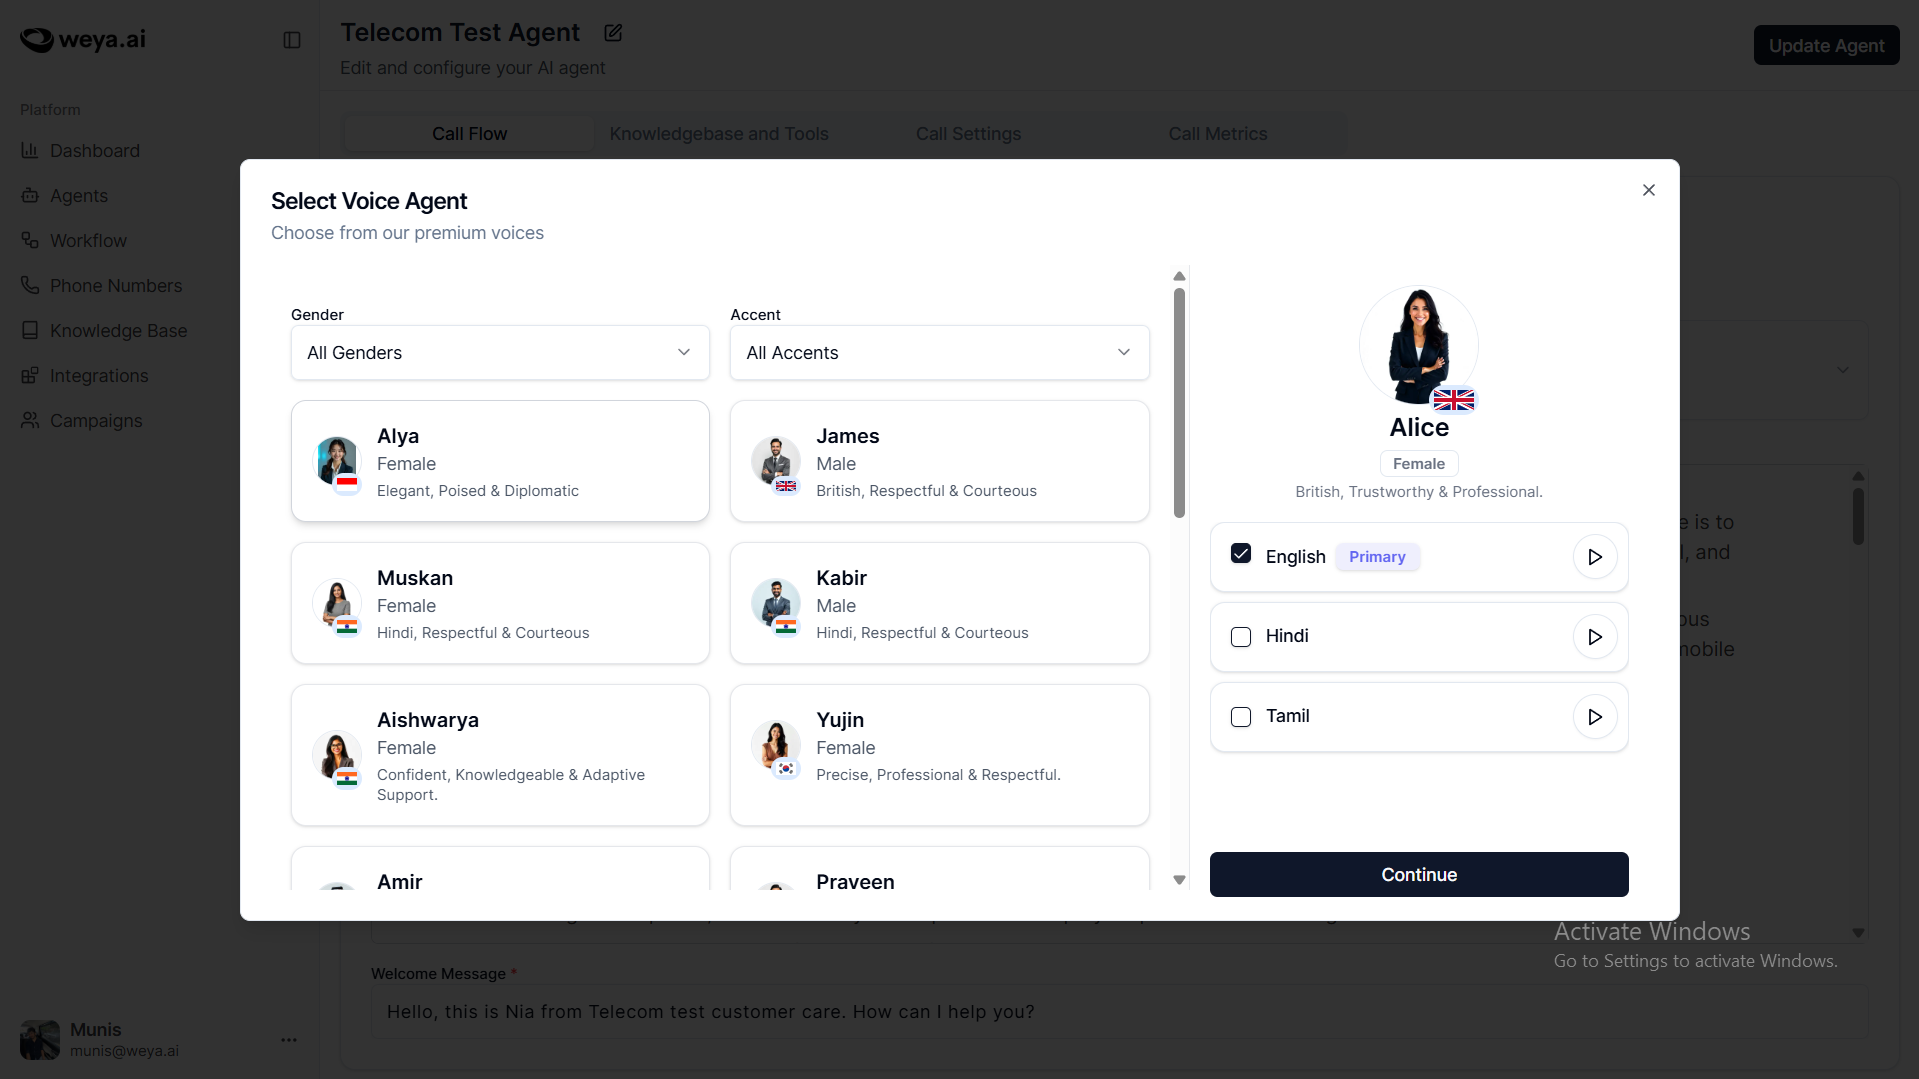 weya.ai
Platform
Dashboard
Agents
Workflow
Phone Numbers
Knowledge Base
Integrations
Campaigns
Munis
munis@weya.ai
Telecom Test Agent
Edit and configure your AI agent
Update Agent
Call Flow
Knowledgebase and Tools
Call Settings
Call Metrics
Select Voice Agent
Choose from our premium voices
Gender
All Genders
Accent
All Accents
Alya
Female
Elegant, Poised & Diplomatic
James
Male
British, Respectful & Courteous
Muskan
Female
Hindi, Respectful & Courteous
Kabir
Male
Hindi, Respectful & Courteous
Aishwarya
Female
Confident, Knowledgeable & Adaptive
Support.
Yujin
Female
Precise, Professional & Respectful.
Amir
Praveen
Alice
Female
British, Trustworthy & Professional.
English
Primary
Hindi
Tamil
Continue
is to
and
Activate Windows
Go to Settings to activate Windows.
Welcome Message *
Hello, this is Nia from Telecom test customer care. How can I help you?